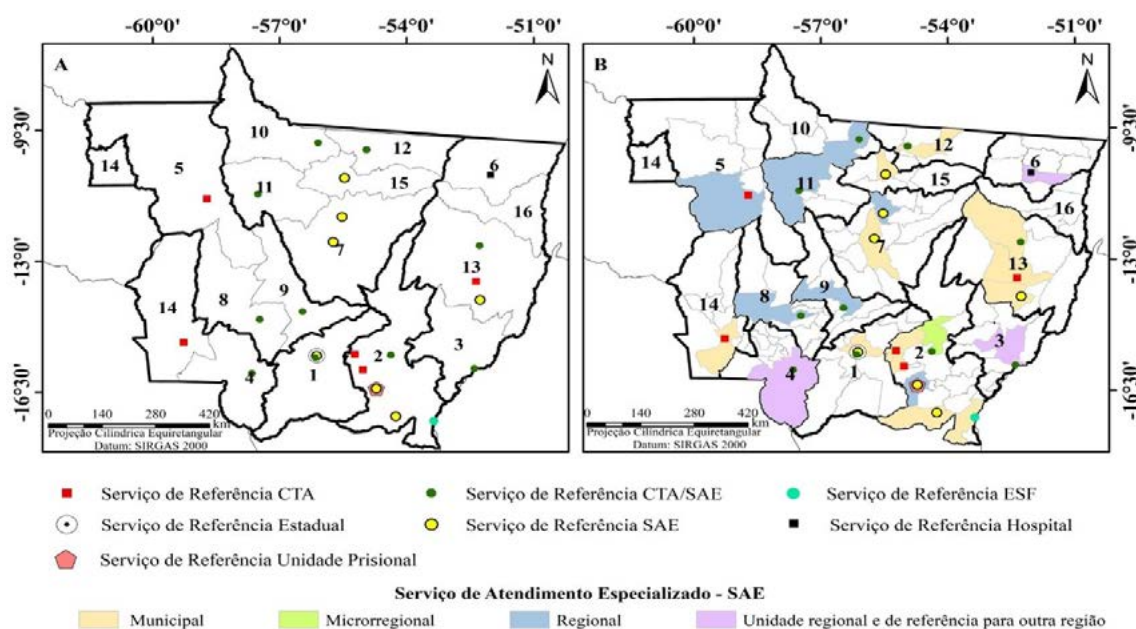 -60°0' -57°0' -54°0' -51°0'
-60°0' -57°0' -54°0' -51°0'
A
N
10
12
5
14
11
15
6
16
7
13
14
8
9
3
2
4
1
-9°30'
-13°0'
-16°30'
0 140 280 420
km
Projeção Cilíndrica Equiretangular
Datum: SIRGAS 2000
B
N
10
12
5
14
11
15
6
16
7
13
14
8
9
3
2
4
1
-9°30'
-13°0'
-16°30'
0 140 280 420
km
Projeção Cilíndrica Equiretangular
Datum: SIRGAS 2000
Serviço de Referência CTA
Serviço de Referência CTA/SAE
Serviço de Referência ESF
Serviço de Referência Estadual
Serviço de Referência SAE
Serviço de Referência Hospital
Serviço de Referência Unidade Prisional
Serviço de Atendimento Especializado - SAE
Municipal
Microrregional
Regional
Unidade regional e de referência para outra região